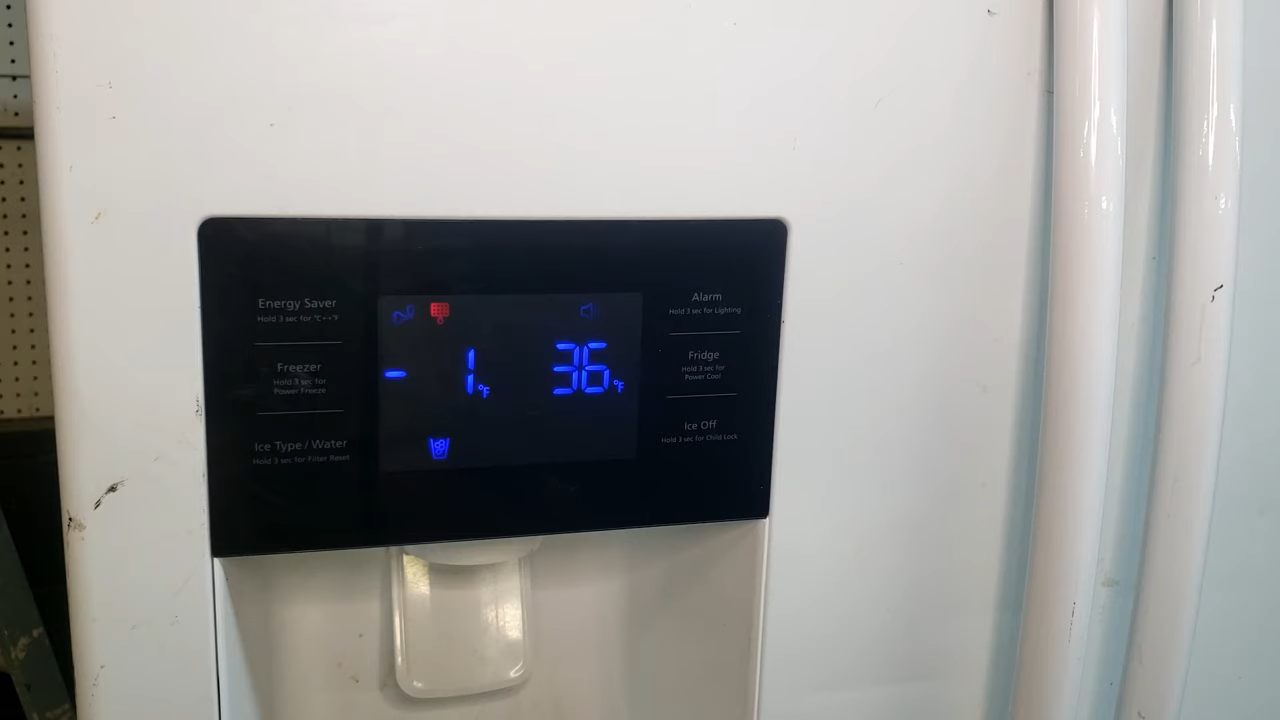 Energy Saver
Hold 3 sec for °C↔°F
Freezer
Hold 3 sec for
Power Freeze
Ice Type / Water
Hold 3 sec for Filter Reset
-1°F
36°F
Alarm
Hold 3 sec for Lighting
Fridge
Hold 3 sec for
Power Cool
Ice Off
Hold 3 sec for Child Lock